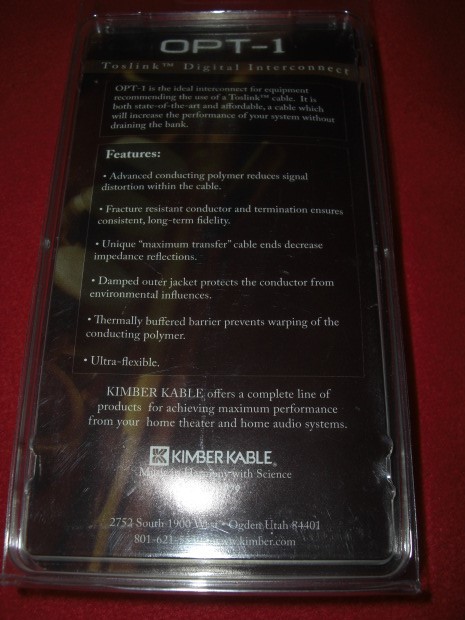 OPT-1
Toslink™ Digital Interconnect
OPT-1 is the ideal interconnect for equipment
recommending the use of a Toslink™ cable. It is
both state-of-the-art and affordable, a cable which
will increase the performance of your system without
draining the bank.
Features:
• Advanced conducting polymer reduces signal
distortion within the cable.
• Fracture resistant conductor and termination ensures
consistent, long-term fidelity.
• Unique “maximum transfer” cable ends decrease
impedance reflections.
• Damped outer jacket protects the conductor from
environmental influences.
• Thermally buffered barrier prevents warping of the
conducting polymer.
• Ultra-flexible.
KIMBER KABLE offers a complete line of
products for achieving maximum performance
from your home theater and home audio systems.
KIMBER KABLE®
in Harmony with Science
2752 South 1900 West • Ogden Utah 84401
www.kimber.com